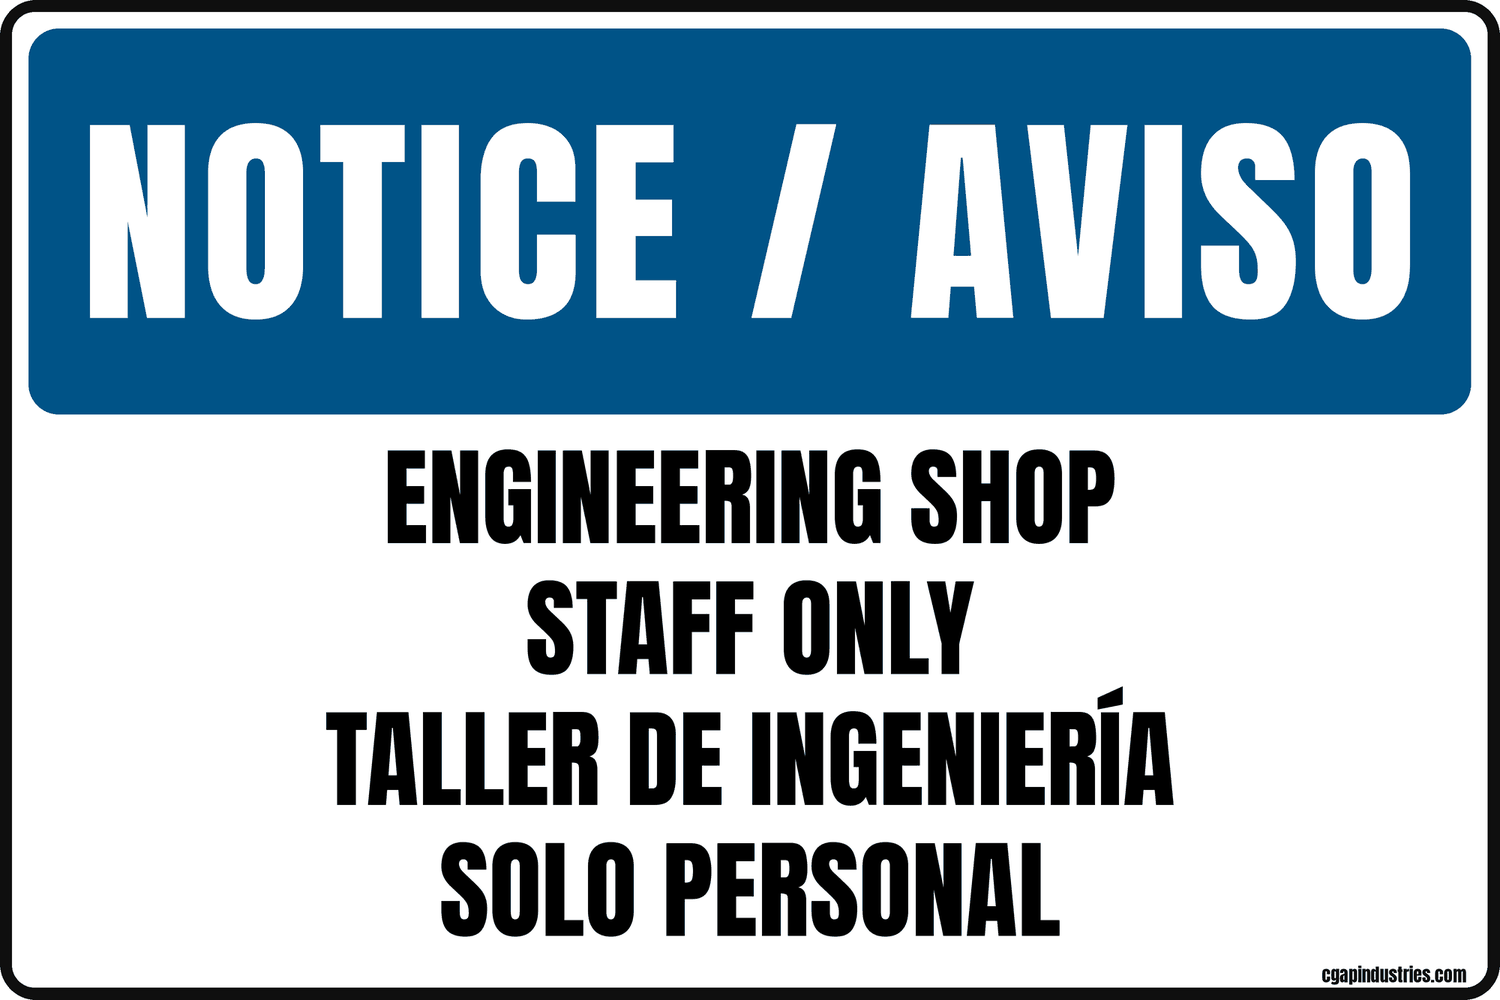 NOTICE / AVISO
ENGINEERING SHOP
STAFF ONLY
TALLER DE INGENIERÍA
SOLO PERSONAL
cgapindustries.com